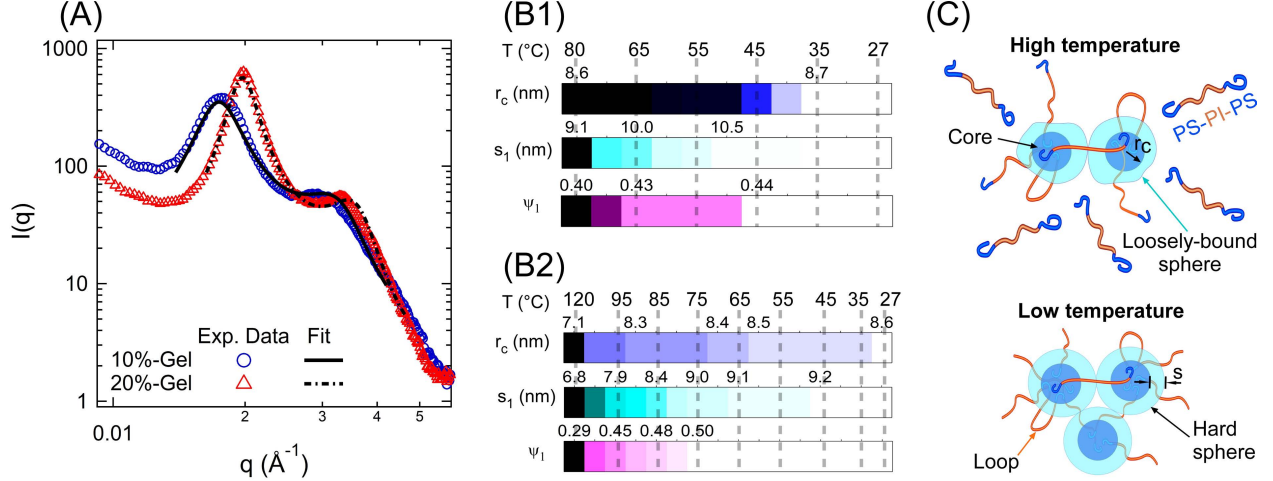 (A)
1000
100
10
1
I(q)
0.01
2
3
4
5
q (Å⁻¹)
Exp. Data Fit
10%-Gel
20%-Gel
(B1)
T (°C) 80 65 55 45 35 27
8.6 8.7
r_c (nm)
9.1 10.0 10.5
s₁ (nm)
0.40 0.43 0.44
ψ₁
(B2)
T (°C) 120 95 85 75 65 55 45 35 27
7.1 8.3 8.4 8.5 8.6
r_c (nm)
6.8 7.9 8.4 9.0 9.1 9.2
s₁ (nm)
0.29 0.45 0.48 0.50
ψ₁
(C)
High temperature
PS-PI-PS
Core
r_C
Loosely-bound
sphere
Low temperature
s
Hard
sphere
Loop